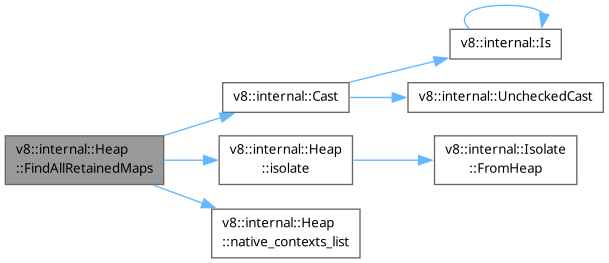 v8::internal::Is
v8::internal::Cast
v8::internal::UncheckedCast
v8::internal::Heap
::FindAllRetainedMaps
v8::internal::Heap
::isolate
v8::internal::Isolate
::FromHeap
v8::internal::Heap
::native_contexts_list